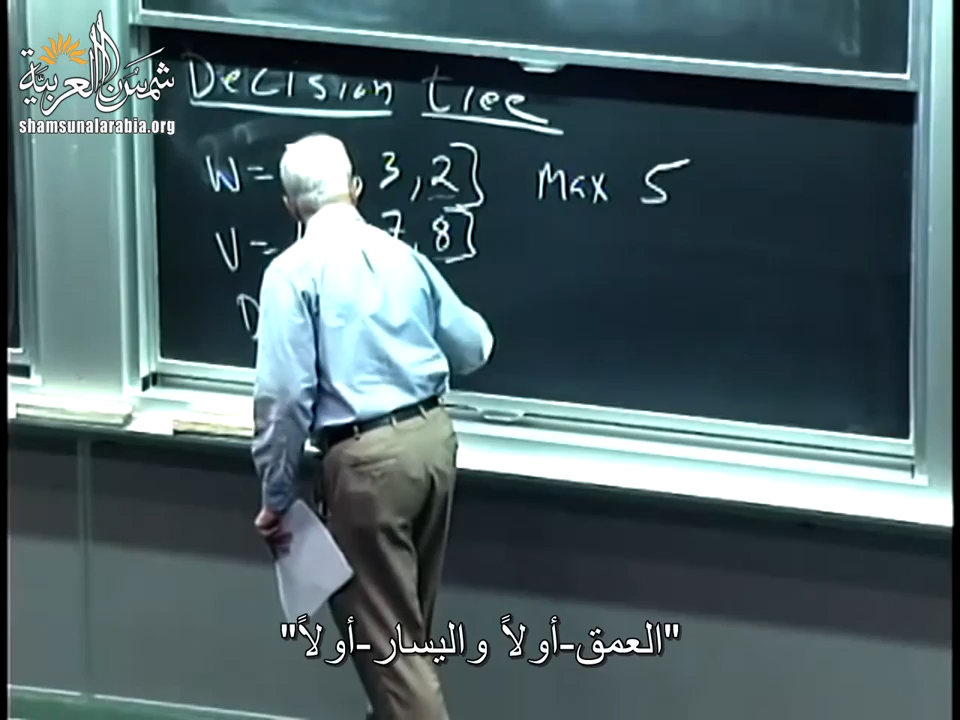 شمس العربية
shamsunalarabia.org
Decision tree
W = 3, 2] Max 5
V = 7, 8]
D
"العمق-أولاً واليسار-أولاً"